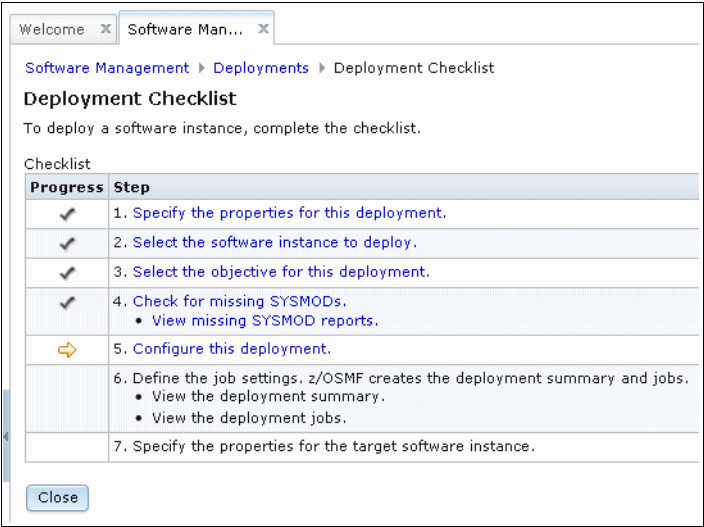 Welcome
Software Man...
Software Management Deployments Deployment Checklist
Deployment Checklist
To deploy a software instance, complete the checklist.
Checklist
Progress Step
1. Specify the properties for this deployment.
2. Select the software instance to deploy.
3. Select the objective for this deployment.
4. Check for missing SYSMODs.
• View missing SYSMOD reports.
5. Configure this deployment.
6. Define the job settings. z/OSMF creates the deployment summary and jobs.
• View the deployment summary.
• View the deployment jobs.
7. Specify the properties for the target software instance.
Close